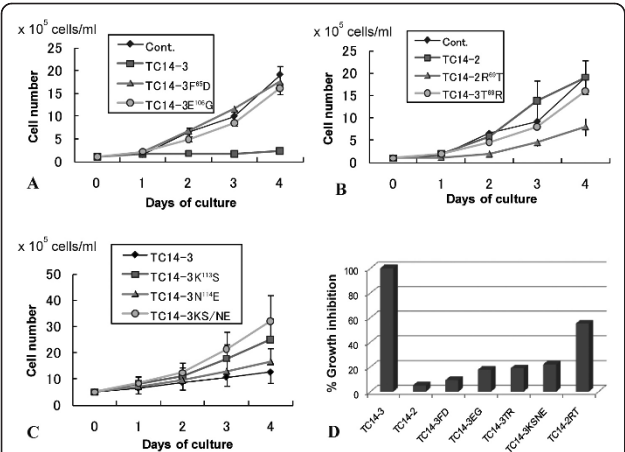 x 10⁵ cells/ml
Cell number
25
20
15
10
5
0
Cont.
TC14-3
TC14-3F⁶⁵D
TC14-3E¹⁰⁶G
0 1 2 3 4
Days of culture
A
x 10⁵ cells/ml
Cell number
25
20
15
10
5
0
Cont.
TC14-2
TC14-2R⁶⁹T
TC14-3T⁶⁹R
0 1 2 3 4
Days of culture
B
x 10⁵ cells/ml
Cell number
50
40
30
20
10
0
TC14-3
TC14-3K¹¹³S
TC14-3N¹¹⁴E
TC14-3KS/NE
0 1 2 3 4
Days of culture
C
% Growth inhibition
100
80
60
40
20
0
TC14-3
TC14-2
TC14-3FD
TC14-3EG
TC14-3TR
TC14-3KSNE
TC14-2RT
D